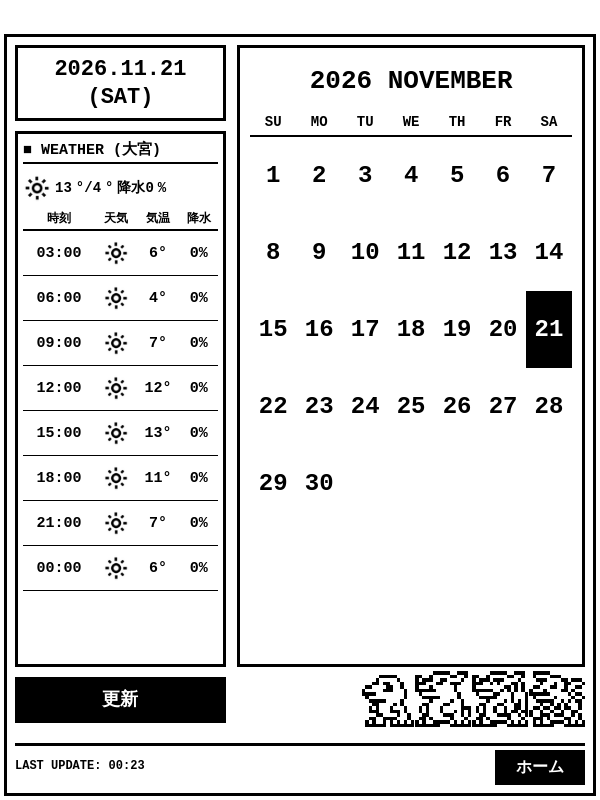 2026.11.21
(SAT)
■ WEATHER (大宮)
13°/4° 降水0%
時刻 天気 気温 降水
03:00 6° 0%
06:00 4° 0%
09:00 7° 0%
12:00 12° 0%
15:00 13° 0%
18:00 11° 0%
21:00 7° 0%
00:00 6° 0%
更新
2026 NOVEMBER
SU MO TU WE TH FR SA
1 2 3 4 5 6 7
8 9 10 11 12 13 14
15 16 17 18 19 20 21
22 23 24 25 26 27 28
29 30
LAST UPDATE: 00:23
ホーム